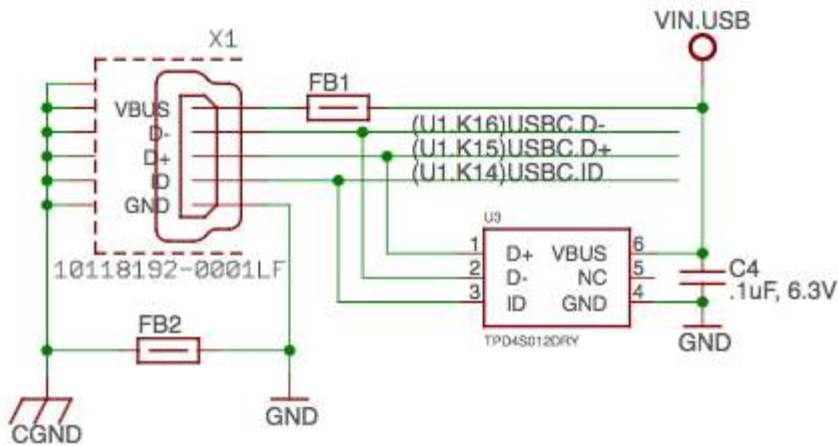 VIN.USB
X1
FB1
VBUS
D-
D+
ID
GND
(U1.K16)USBC.D-
(U1.K15)USBC.D+
(U1.K14)USBC.ID
10118192-0001LF
U3
1 D+ VBUS 6
2 D- NC 5
3 ID GND 4
TPD4S012DRY
C4
.1uF, 6.3V
GND
FB2
CGND
GND